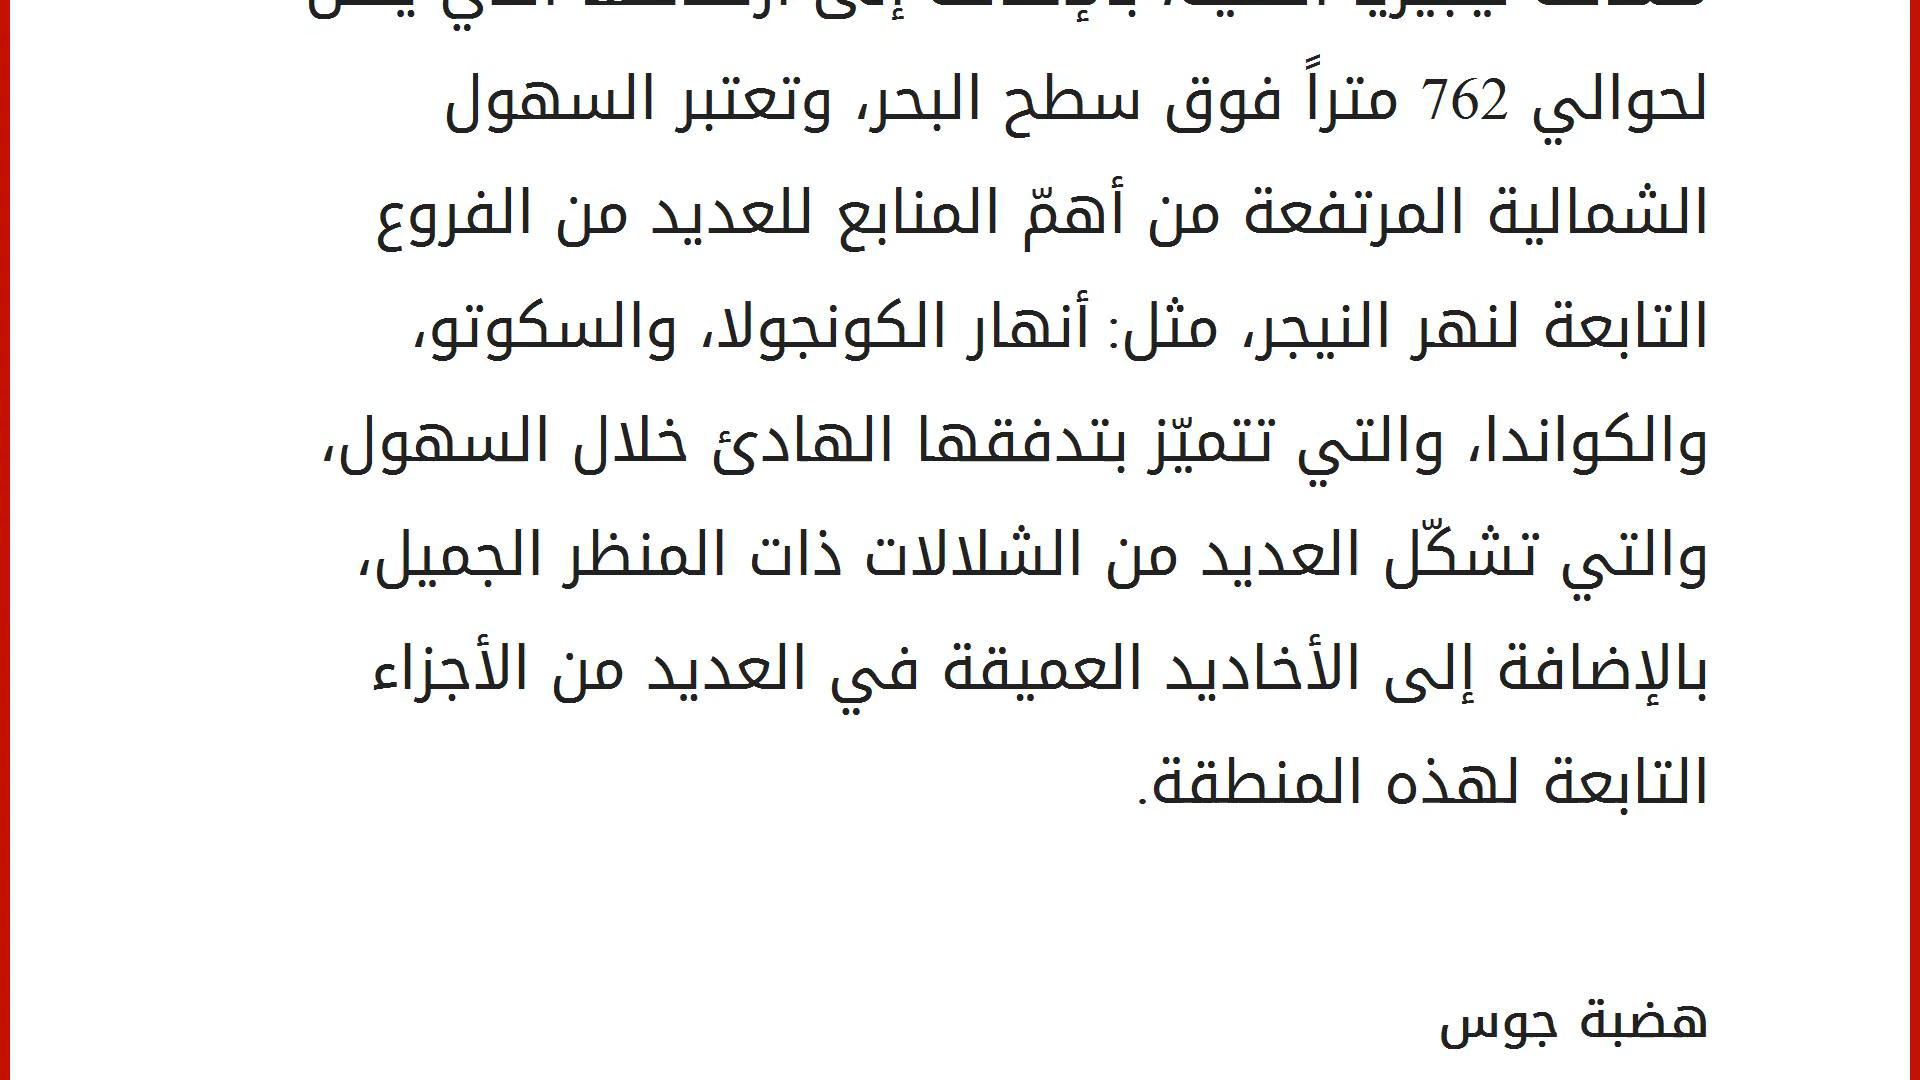 لحوالي 762 متراً فوق سطح البحر، وتعتبر السهول
الشمالية المرتفعة من أهمّ المنابع للعديد من الفروع
التابعة لنهر النيجر، مثل: أنهار الكونجولا، والسكوتو،
والكواندا، والتي تتميّز بتدفقها الهادئ خلال السهول،
والتي تشكّل العديد من الشلالات ذات المنظر الجميل،
بالإضافة إلى الأخاديد العميقة في العديد من الأجزاء
التابعة لهذه المنطقة.
هضبة جوس